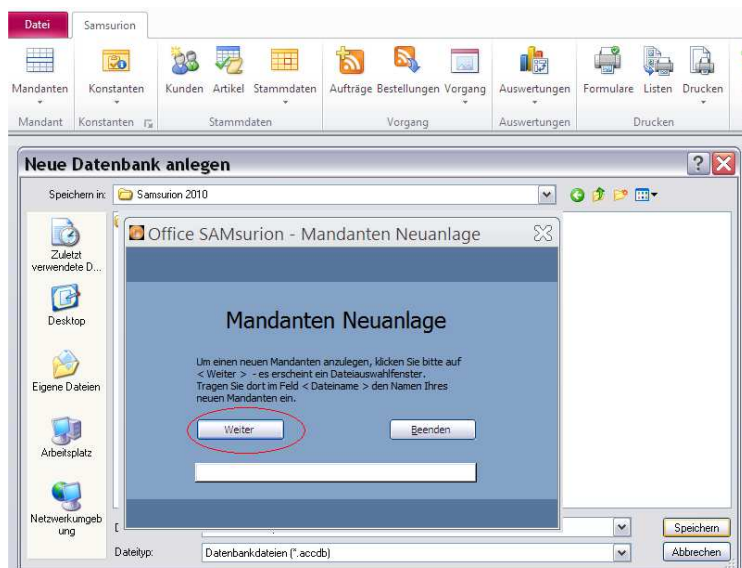 Datei Samsurion
Mandanten Konstanten Kunden Artikel Stammdaten Aufträge Bestellungen Vorgang Auswertungen Formulare Listen Drucken
Mandant Konstanten Stammdaten Vorgang Auswertungen Drucken
Neue Datenbank anlegen
Speichern in: Samsurion 2010
Zuletzt
verwendete D...
Desktop
Eigene Dateien
Arbeitsplatz
Netzwerkumgeb
ung
Office SAMsurion - Mandanten Neuanlage
Mandanten Neuanlage
Um einen neuen Mandanten anzulegen, klicken Sie bitte auf
< Weiter > - es erscheint ein Dateiauswahlfenster.
Tragen Sie dort im Feld < Dateiname > den Namen Ihres
neuen Mandanten ein.
Weiter Beenden
Speichern
Dateityp: Datenbankdateien (*.accdb) Abbrechen